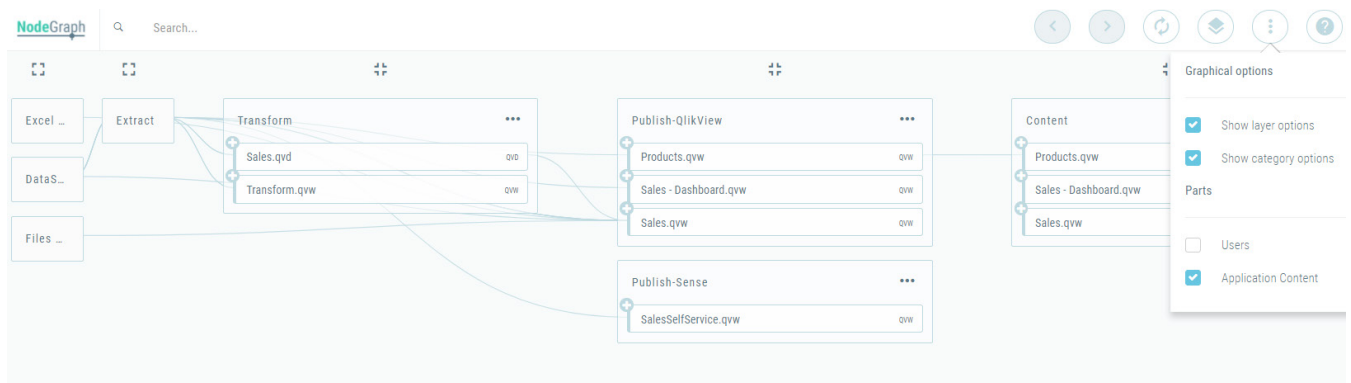 NodeGraph
Search...
Graphical options
Show layer options
Show category options
Parts
Users
Application Content
Excel ...
DataS...
Files ...
Extract
Transform
Sales.qvd QVD
Transform.qvw QVW
Publish-QlikView
Products.qvw QVW
Sales - Dashboard.qvw QVW
Sales.qvw QVW
Publish-Sense
SalesSelfService.qvw QVW
Content
Products.qvw
Sales - Dashboard.qvw
Sales.qvw